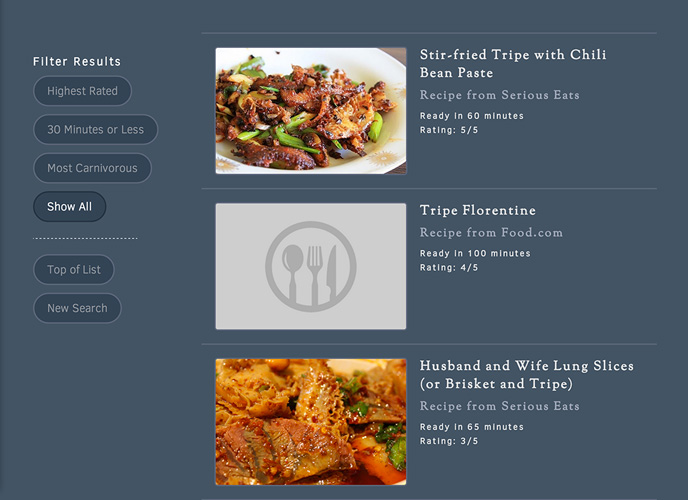 Filter Results
Highest Rated
30 Minutes or Less
Most Carnivorous
Show All
Top of List
New Search
Stir-fried Tripe with Chili
Bean Paste
Recipe from Serious Eats
Ready in 60 minutes
Rating: 5/5
Tripe Florentine
Recipe from Food.com
Ready in 100 minutes
Rating: 4/5
Husband and Wife Lung Slices
(or Brisket and Tripe)
Recipe from Serious Eats
Ready in 65 minutes
Rating: 3/5